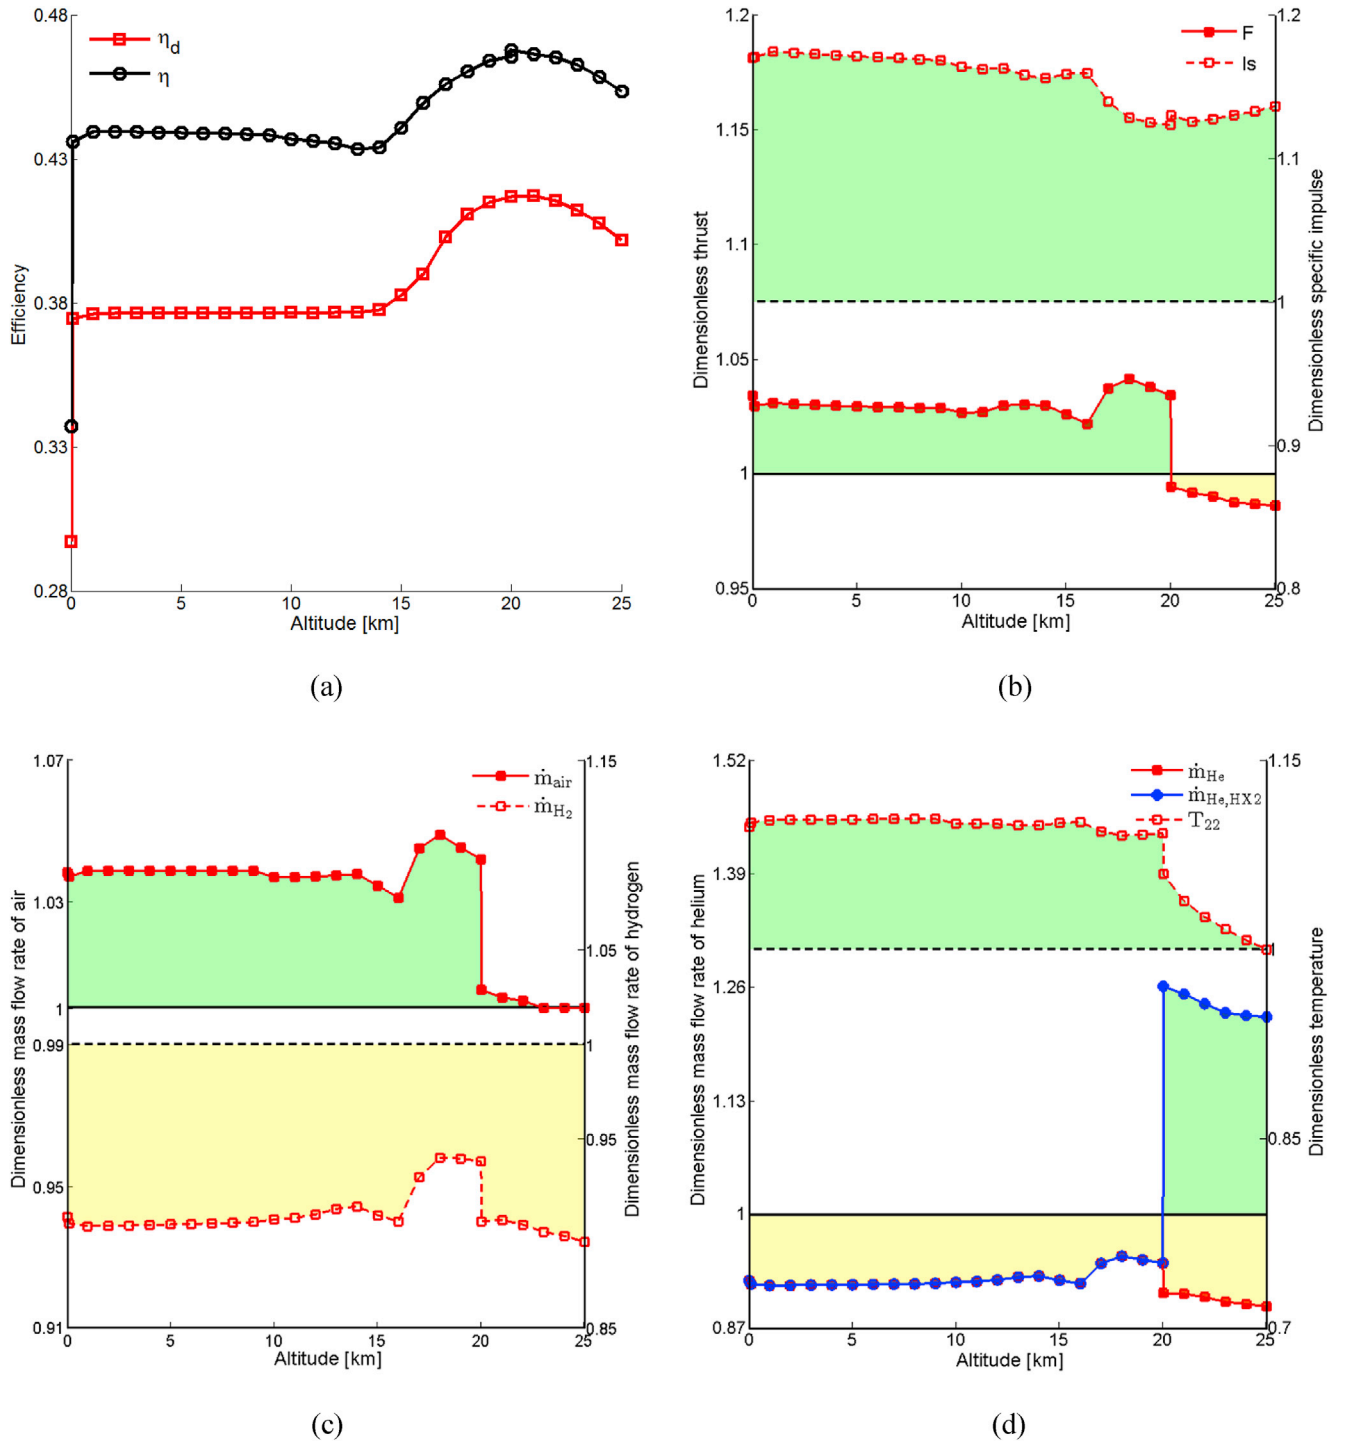 0.48
0.43
0.38
0.33
0.28
0 5 10 15 20 25
Efficiency
Altitude [km]
η_d
η
(a)
1.2
1.15
1.1
1.05
1
0.95
1.2
1.1
1
0.9
0.8
0 5 10 15 20 25
Dimensionless thrust
Dimensionless specific impulse
Altitude [km]
F
Is
(b)
1.07
1.03
1
0.99
0.95
0.91
1.15
1.05
1
0.95
0.85
0 5 10 15 20 25
Dimensionless mass flow rate of air
Dimensionless mass flow rate of hydrogen
Altitude [km]
ṁ_air
ṁ_H₂
(c)
1.52
1.39
1.26
1.13
1
0.87
1.15
1
0.85
0.7
0 5 10 15 20 25
Dimensionless mass flow rate of helium
Dimensionless temperature
Altitude [km]
ṁ_He
ṁ_He,HX2
T₂₂
(d)